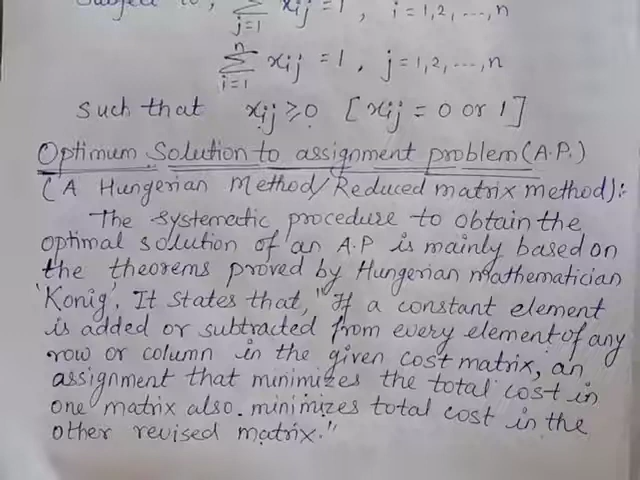 Subject to, ∑ xij = 1, i = 1, 2, ..., n
j=1
n
∑ xij = 1, j = 1, 2, ..., n
i=1
such that xij ≥ 0 [xij = 0 or 1]
Optimum Solution to assignment problem (A.P.)
(A Hungerian Method/Reduced matrix method):-
The systematic procedure to obtain the
optimal solution of an A.P is mainly based on
the theorems proved by Hungerian mathematician
'Konig'. It states that, "If a constant element
is added or subtracted from every element of any
row or column in the given cost matrix, an
assignment that minimizes the total cost in
one matrix also. minimizes total cost in the
other revised matrix."